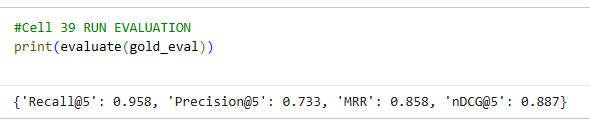 #Cell 39 RUN EVALUATION
print(evaluate(gold_eval))
{'Recall@5': 0.958, 'Precision@5': 0.733, 'MRR': 0.858, 'nDCG@5': 0.887}